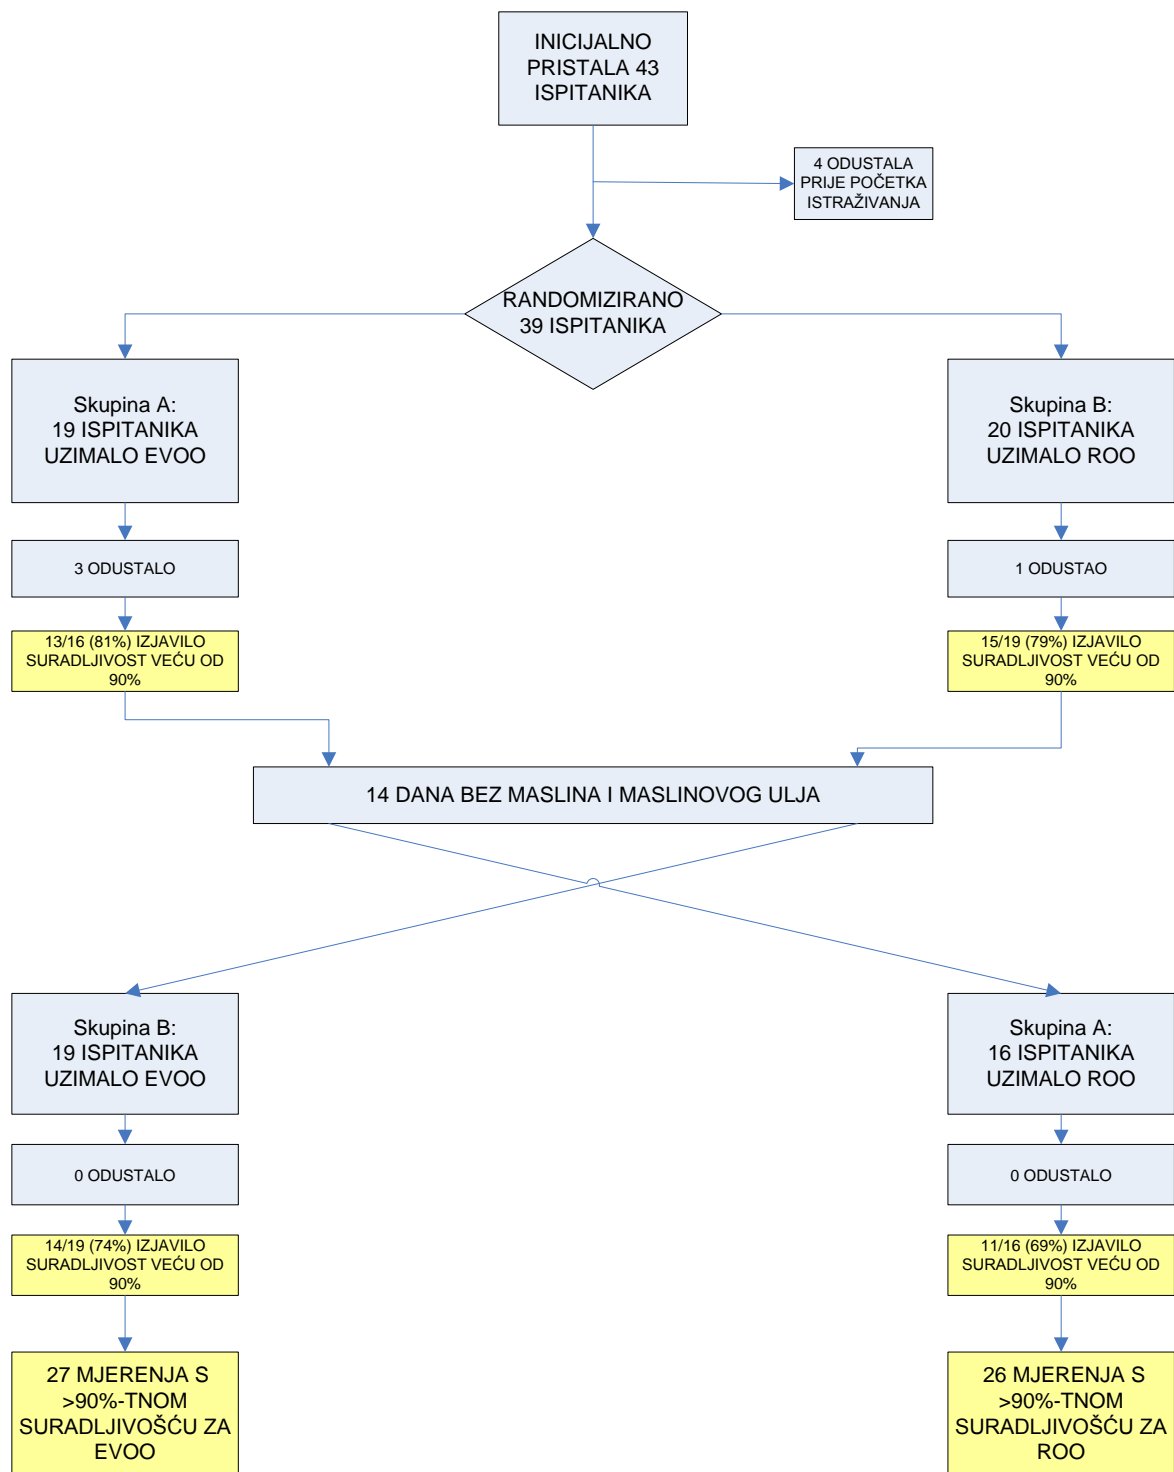 INICIJALNO
PRISTALA 43
ISPITANIKA
4 ODUSTALA
PRIJE POČETKA
ISTRAŽIVANJA
RANDOMIZIRANO
39 ISPITANIKA
Skupina A:
19 ISPITANIKA
UZIMALO EVOO
Skupina B:
20 ISPITANIKA
UZIMALO ROO
3 ODUSTALO
1 ODUSTAO
13/16 (81%) IZJAVILO
SURADLJIVOST VEĆU OD
90%
15/19 (79%) IZJAVILO
SURADLJIVOST VEĆU OD
90%
14 DANA BEZ MASLINA I MASLINOVOG ULJA
Skupina B:
19 ISPITANIKA
UZIMALO EVOO
Skupina A:
16 ISPITANIKA
UZIMALO ROO
0 ODUSTALO
0 ODUSTALO
14/19 (74%) IZJAVILO
SURADLJIVOST VEĆU OD
90%
11/16 (69%) IZJAVILO
SURADLJIVOST VEĆU OD
90%
27 MJERENJA S
>90%-TNOM
SURADLJIVOŠĆU ZA
EVOO
26 MJERENJA S
>90%-TNOM
SURADLJIVOŠĆU ZA
ROO